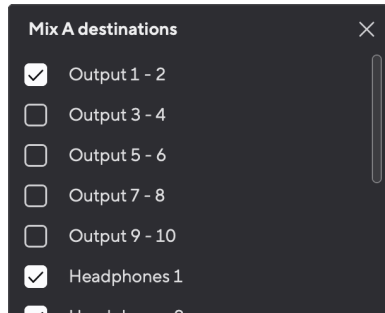 Mix A destinations
Output 1 - 2
Output 3 - 4
Output 5 - 6
Output 7 - 8
Output 9 - 10
Headphones 1